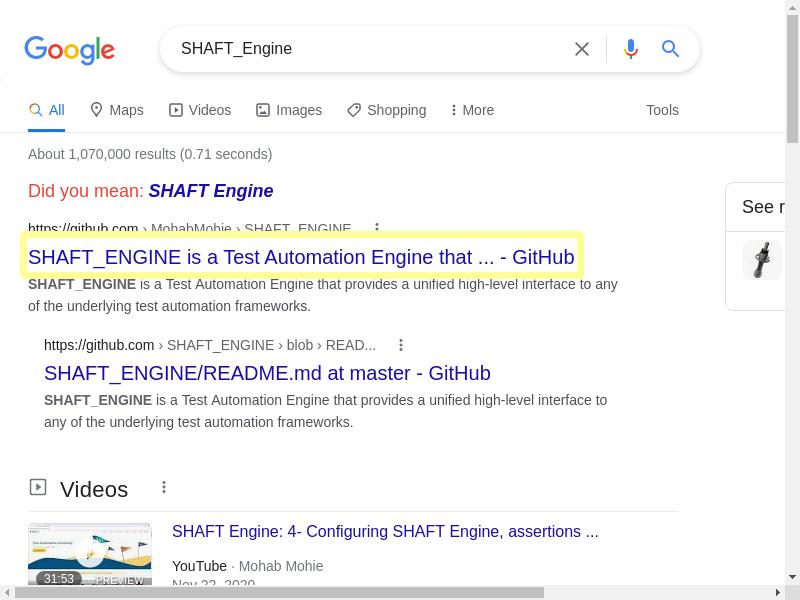 Google
SHAFT_Engine
All Maps Videos Images Shopping More Tools
About 1,070,000 results (0.71 seconds)
Did you mean: SHAFT Engine
https://github.com › MohabMohie › SHAFT_ENGINE
SHAFT_ENGINE is a Test Automation Engine that ... - GitHub
SHAFT_ENGINE is a Test Automation Engine that provides a unified high-level interface to any
of the underlying test automation frameworks.
See r
https://github.com › SHAFT_ENGINE › blob › READ...
SHAFT_ENGINE/README.md at master - GitHub
SHAFT_ENGINE is a Test Automation Engine that provides a unified high-level interface to
any of the underlying test automation frameworks.
Videos
SHAFT Engine: 4- Configuring SHAFT Engine, assertions ...
YouTube · Mohab Mohie
Nov 22, 2020
31:53 PREVIEW